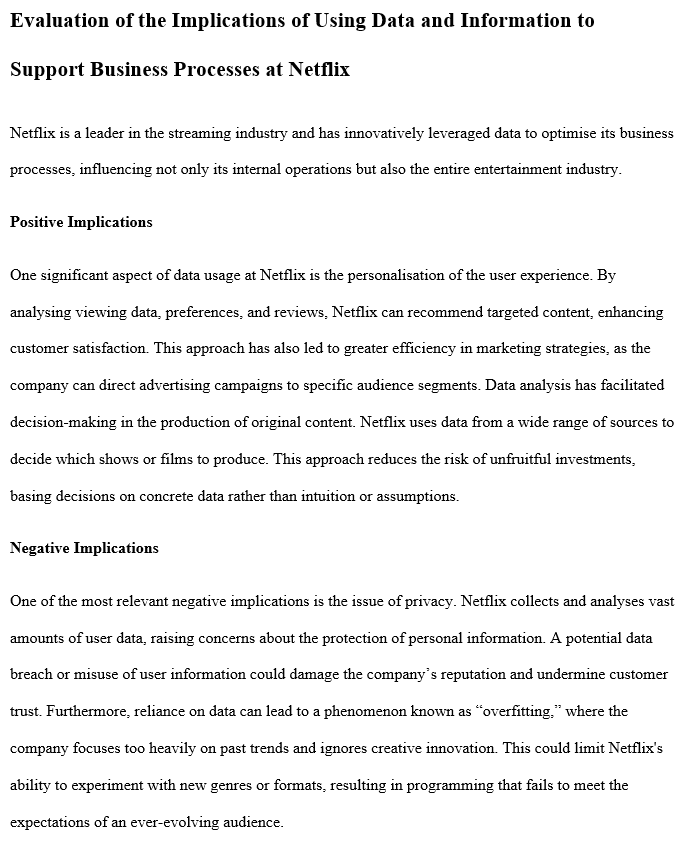 Evaluation of the Implications of Using Data and Information to
Support Business Processes at Netflix
Netflix is a leader in the streaming industry and has innovatively leveraged data to optimise its business
processes, influencing not only its internal operations but also the entire entertainment industry.
Positive Implications
One significant aspect of data usage at Netflix is the personalisation of the user experience. By
analysing viewing data, preferences, and reviews, Netflix can recommend targeted content, enhancing
customer satisfaction. This approach has also led to greater efficiency in marketing strategies, as the
company can direct advertising campaigns to specific audience segments. Data analysis has facilitated
decision-making in the production of original content. Netflix uses data from a wide range of sources to
decide which shows or films to produce. This approach reduces the risk of unfruitful investments,
basing decisions on concrete data rather than intuition or assumptions.
Negative Implications
One of the most relevant negative implications is the issue of privacy. Netflix collects and analyses vast
amounts of user data, raising concerns about the protection of personal information. A potential data
breach or misuse of user information could damage the company’s reputation and undermine customer
trust. Furthermore, reliance on data can lead to a phenomenon known as “overfitting,” where the
company focuses too heavily on past trends and ignores creative innovation. This could limit Netflix's
ability to experiment with new genres or formats, resulting in programming that fails to meet the
expectations of an ever-evolving audience.